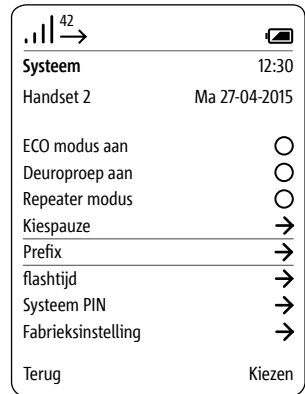 42
Systeem 12:30
Handset 2 Ma 27-04-2015
ECO modus aan
Deuroproep aan
Repeater modus
Kiespauze
Prefix
flashtijd
Systeem PIN
Fabrieksinstelling
Terug Kiezen